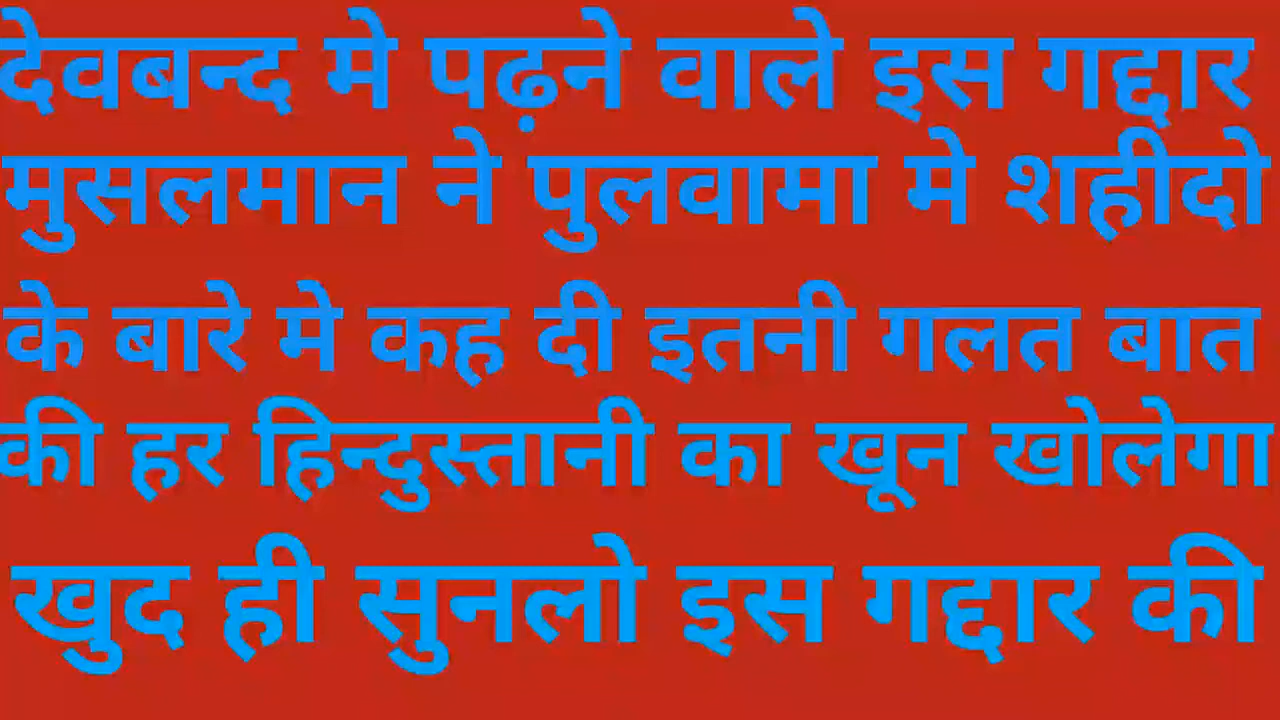 देवबन्द मे पढ़ने वाले इस गद्दार
मुसलमान ने पुलवामा मे शहीदो
के बारे मे कह दी इतनी गलत बात
की हर हिन्दुस्तानी का खून खोलेगा
खुद ही सुनलो इस गद्दार की